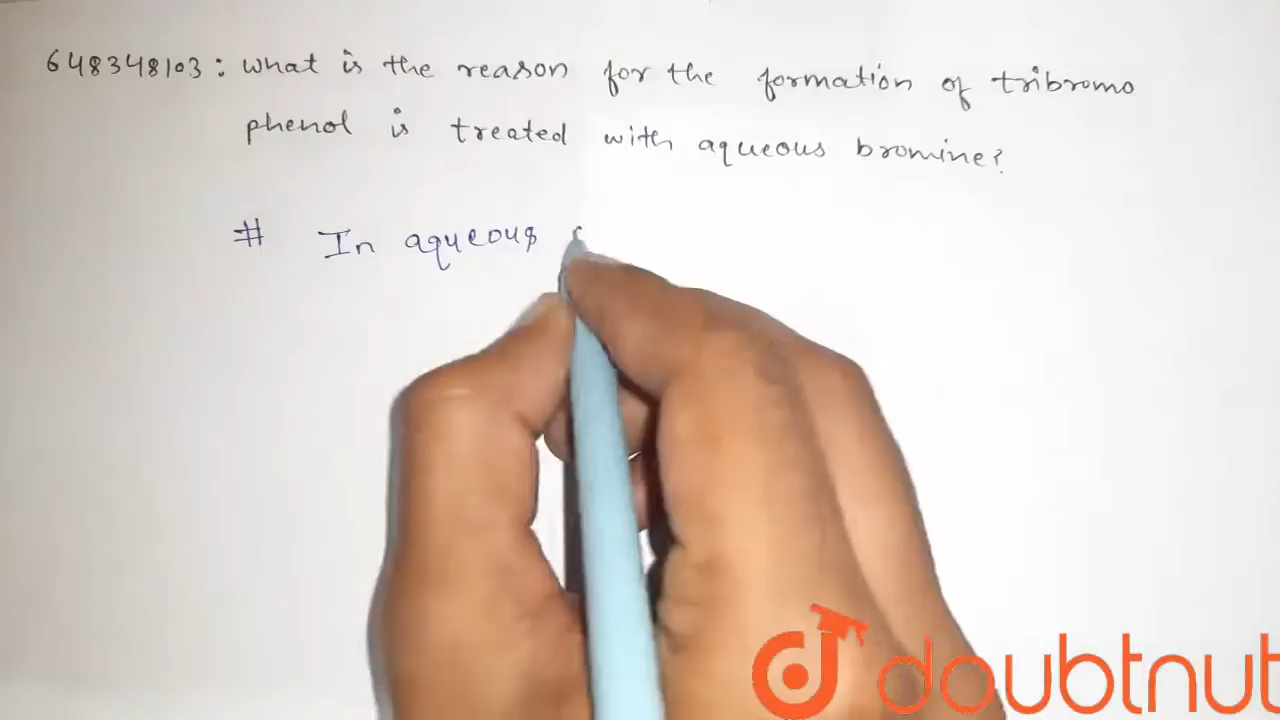 648348103: What is the reason for the formation of tribromo
phenol is treated with aqueous bromine?
# In aqueous
doubtnut